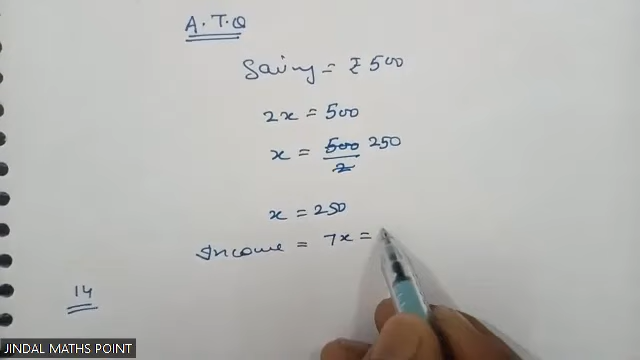 A.T.Q
Saving = ₹500
2x = 500
x = 500/2 250
x = 250
Income = 7x =
14
JINDAL MATHS POINT